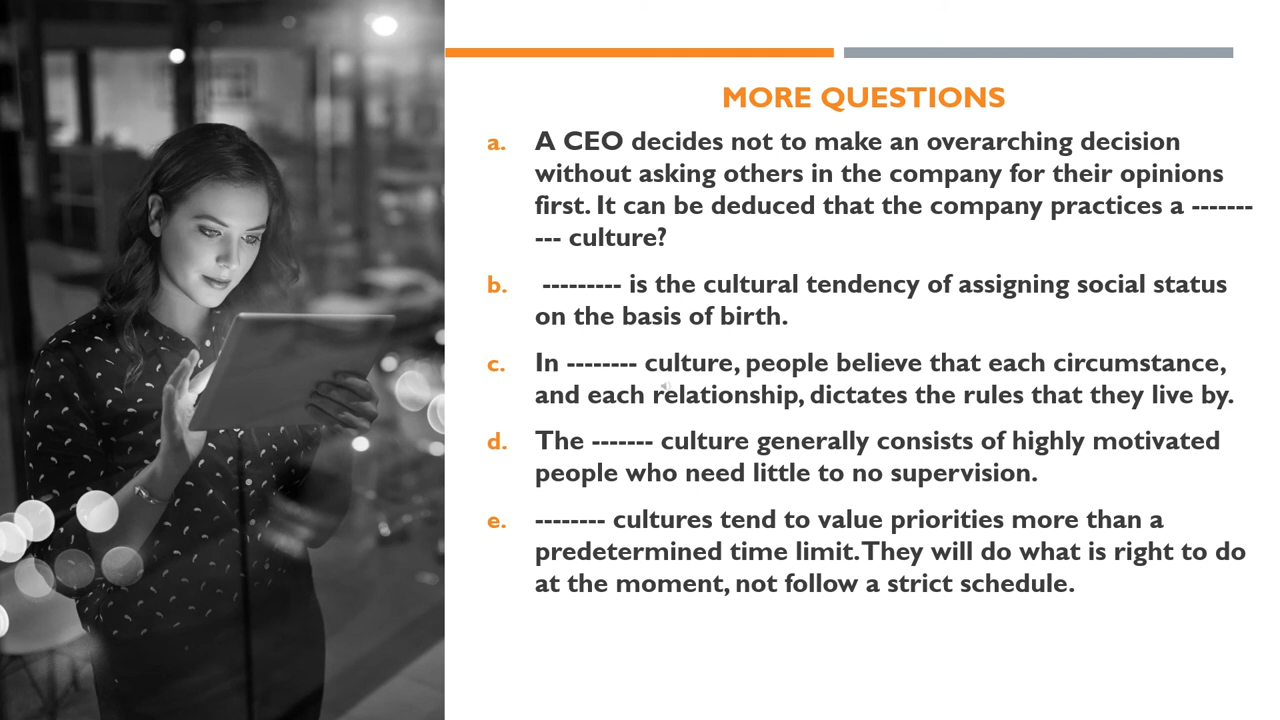 MORE QUESTIONS
a. A CEO decides not to make an overarching decision
without asking others in the company for their opinions
first. It can be deduced that the company practices a -------
--- culture?
b. --------- is the cultural tendency of assigning social status
on the basis of birth.
c. In -------- culture, people believe that each circumstance,
and each relationship, dictates the rules that they live by.
d. The ------- culture generally consists of highly motivated
people who need little to no supervision.
e. -------- cultures tend to value priorities more than a
predetermined time limit. They will do what is right to do
at the moment, not follow a strict schedule.